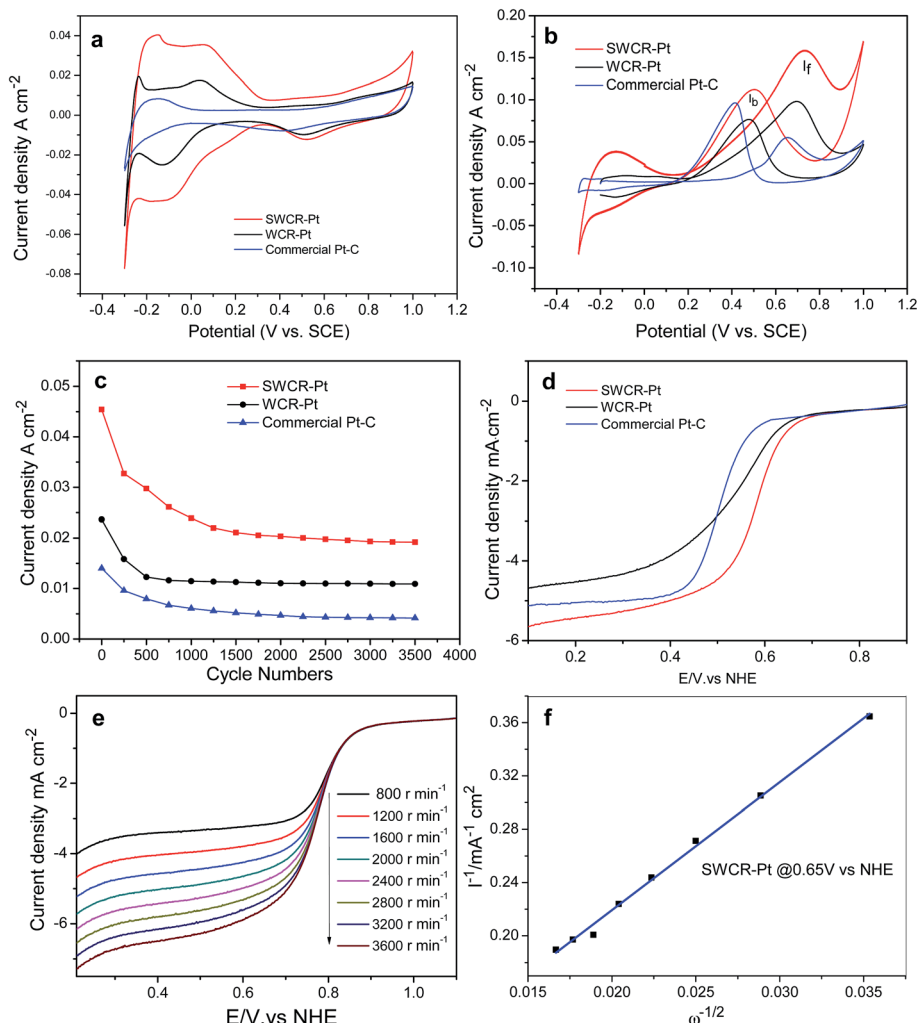 a
0.04
0.02
0.00
-0.02
-0.04
-0.06
-0.08
Current density A cm-2
SWCR-Pt
WCR-Pt
Commercial Pt-C
-0.4 -0.2 0.0 0.2 0.4 0.6 0.8 1.0 1.2
Potential (V vs. SCE)
b
0.20
0.15
0.10
0.05
0.00
-0.05
-0.10
Current density A cm-2
SWCR-Pt
WCR-Pt
Commercial Pt-C
If
Ib
-0.4 -0.2 0.0 0.2 0.4 0.6 0.8 1.0 1.2
Potential (V vs. SCE)
c
0.05
0.04
0.03
0.02
0.01
0.00
Current density A cm-2
SWCR-Pt
WCR-Pt
Commercial Pt-C
0 500 1000 1500 2000 2500 3000 3500 4000
Cycle Numbers
d
0
-2
-4
-6
Current density mA·cm-2
SWCR-Pt
WCR-Pt
Commercial Pt-C
0.2 0.4 0.6 0.8
E/V.vs NHE
e
0
-2
-4
-6
Current density mA cm-2
800 r min-1
1200 r min-1
1600 r min-1
2000 r min-1
2400 r min-1
2800 r min-1
3200 r min-1
3600 r min-1
0.4 0.6 0.8 1.0
E/V.vs NHE
f
0.36
0.32
0.28
0.24
0.20
I-1/mA-1 cm2
SWCR-Pt @0.65V vs NHE
0.015 0.020 0.025 0.030 0.035
ω-1/2